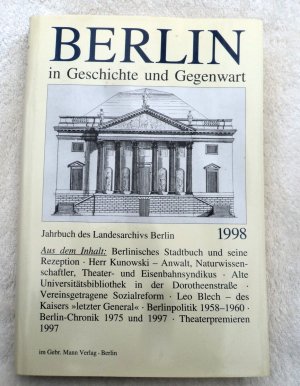 BERLIN
in Geschichte und Gegenwart
Jahrbuch des Landesarchivs Berlin 1998
Aus dem Inhalt: Berlinisches Stadtbuch und seine
Rezeption · Herr Kunowski – Anwalt, Naturwissen-
schaftler, Theater- und Eisenbahnsyndikus · Alte
Universitätsbibliothek in der Dorotheenstraße ·
Vereinsgetragene Sozialreform · Leo Blech – des
Kaisers »letzter General« · Berlinpolitik 1958–1960 ·
Berlin-Chronik 1975 und 1997 · Theaterpremieren
1997
im Gebr. Mann Verlag · Berlin